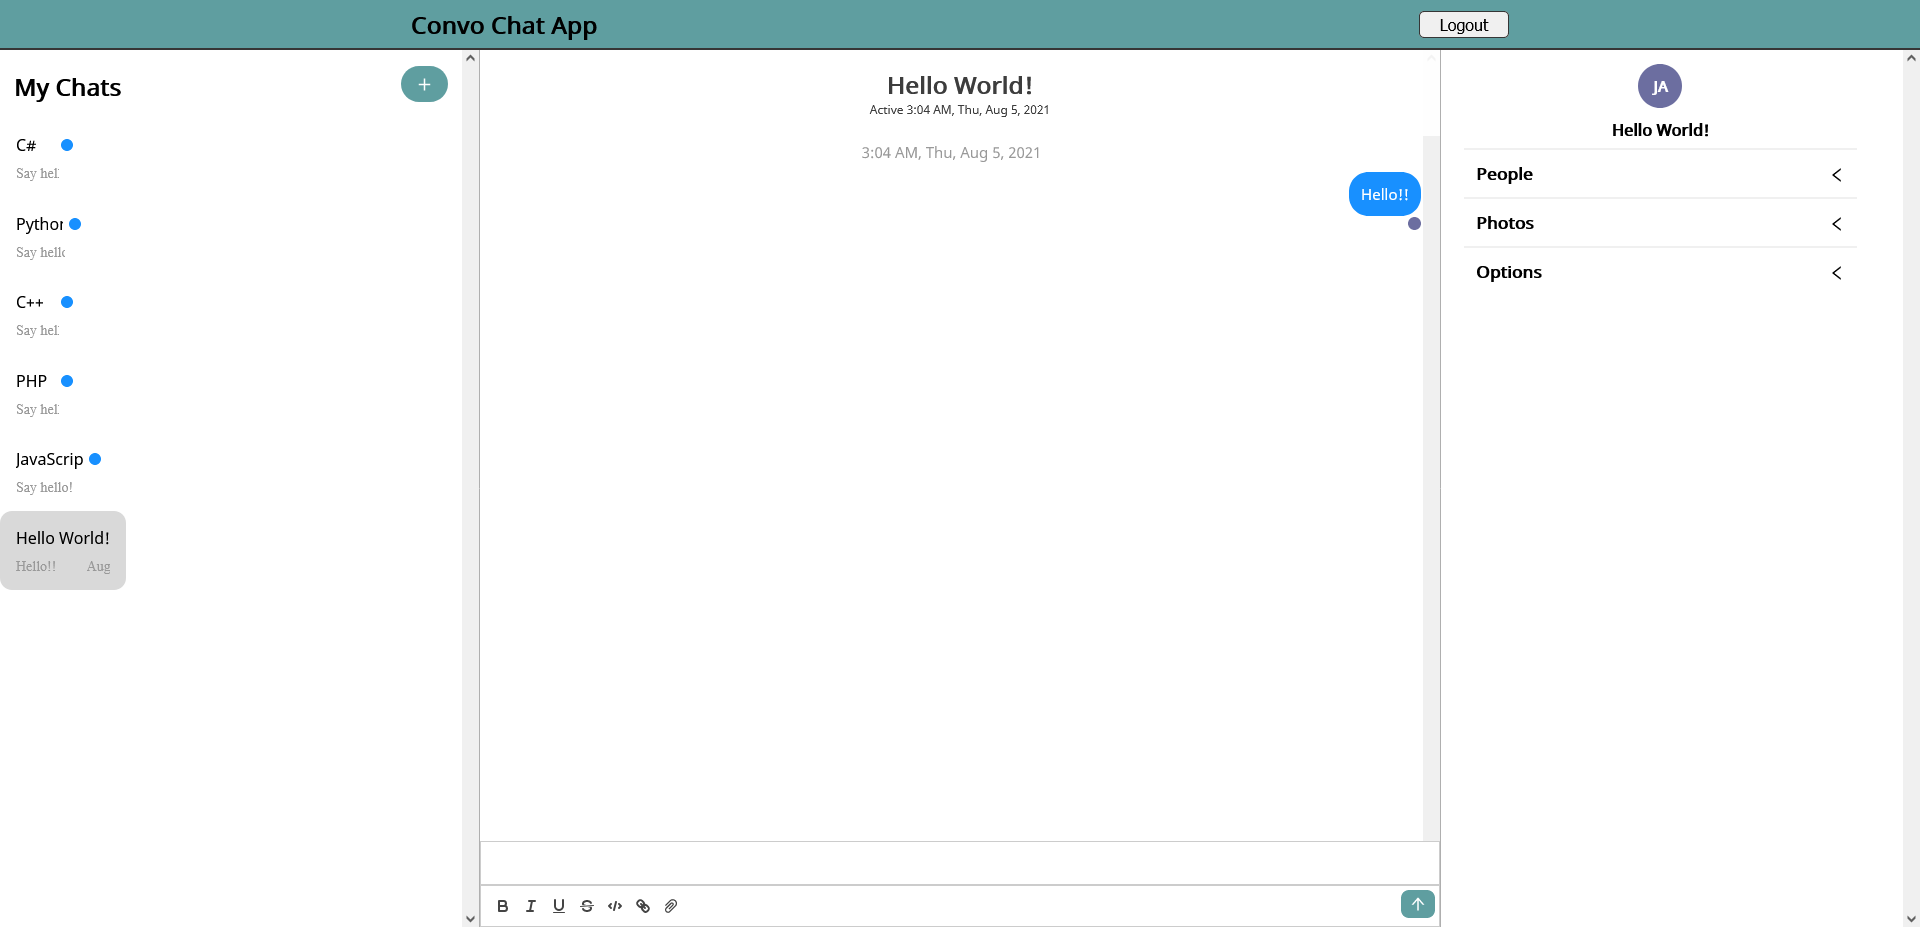 Convo Chat App
Logout
My Chats
+
C#
Say hel
Python
Say hello
C++
Say hel
PHP
Say hel
JavaScrip
Say hello!
Hello World!
Hello!! Aug
Hello World!
Active 3:04 AM, Thu, Aug 5, 2021
3:04 AM, Thu, Aug 5, 2021
Hello!!
B I U S </>
JA
Hello World!
People
Photos
Options